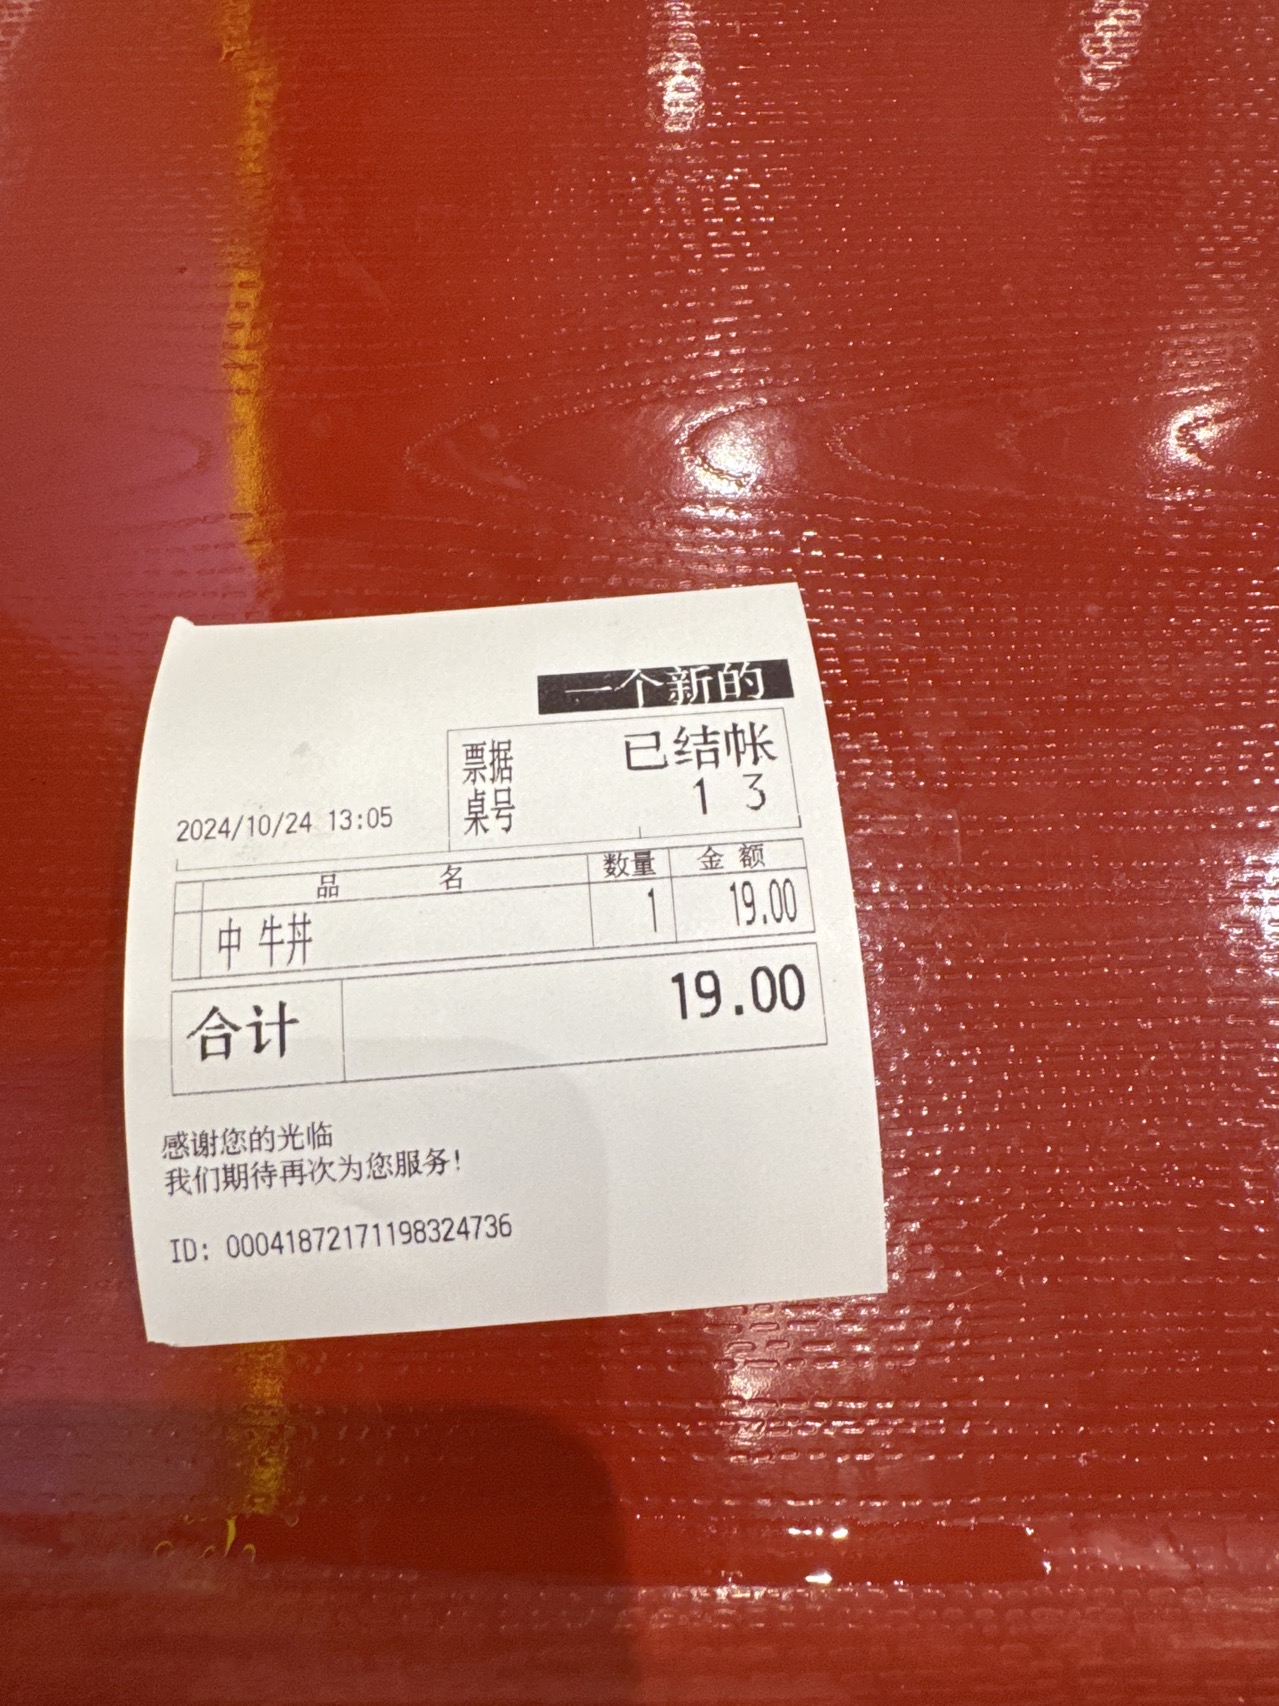 一个新的
票据 已结帐
桌号 1 3
2024/10/24 13:05
品 名 数量 金 额
中 牛丼 1 19.00
合计 19.00
感谢您的光临
我们期待再次为您服务!
ID: 00041872171198324736